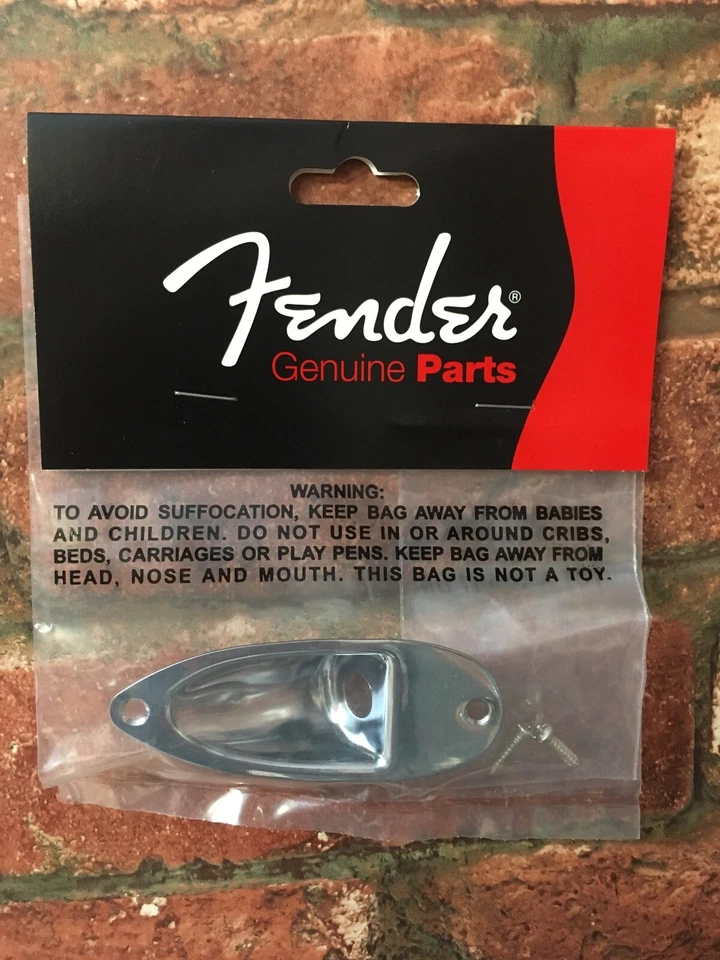 Fender®
Genuine Parts
WARNING:
TO AVOID SUFFOCATION, KEEP BAG AWAY FROM BABIES
AND CHILDREN. DO NOT USE IN OR AROUND CRIBS,
BEDS, CARRIAGES OR PLAY PENS. KEEP BAG AWAY FROM
HEAD, NOSE AND MOUTH. THIS BAG IS NOT A TOY.